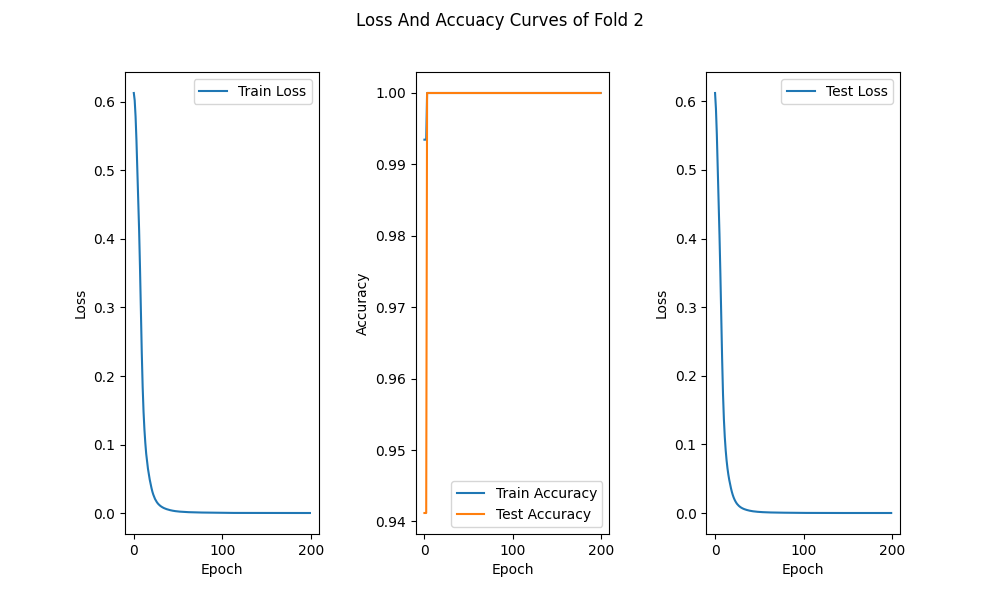 Loss And Accuacy Curves of Fold 2
Train Loss
0.6
0.5
0.4
0.3
0.2
0.1
0.0
Loss
0
100
200
Epoch
1.00
0.99
0.98
0.97
0.96
0.95
0.94
Accuracy
Train Accuracy
Test Accuracy
0
100
200
Epoch
Test Loss
0.6
0.5
0.4
0.3
0.2
0.1
0.0
Loss
0
100
200
Epoch